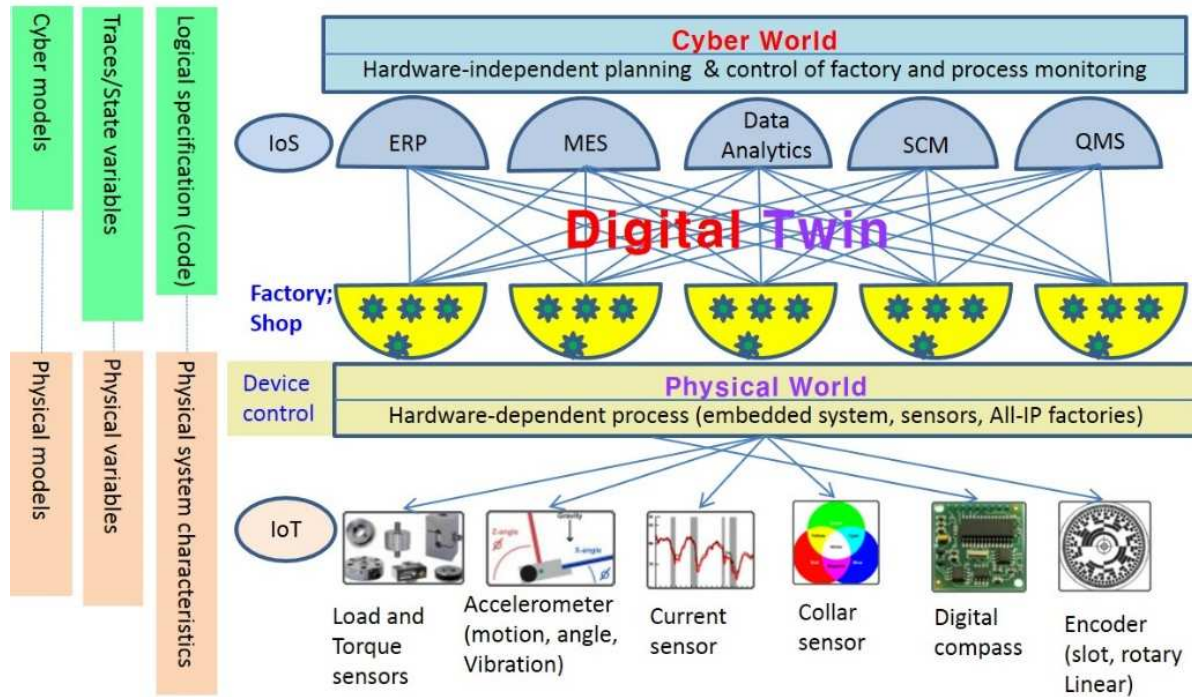 Cyber models
Traces/State variables
Logical specification (code)
Physical models
Physical variables
Physical system characteristics
Cyber World
Hardware-independent planning & control of factory and process monitoring
IoS
ERP
MES
Data
Analytics
SCM
QMS
Digital Twin
Factory;
Shop
Device
control
Physical World
Hardware-dependent process (embedded system, sensors, All-IP factories)
IoT
Z-angle
Gravity
X-angle
Load and
Torque
sensors
Accelerometer
(motion, angle,
Vibration)
Current
sensor
Collar
sensor
Digital
compass
Encoder
(slot, rotary
Linear)